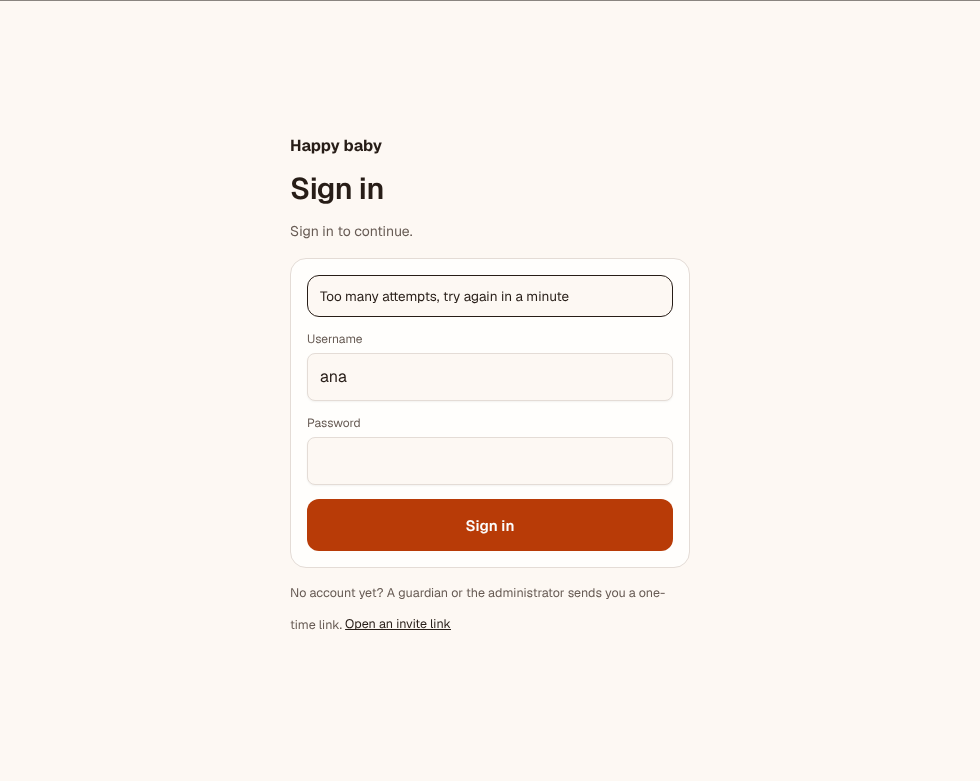 Happy baby
Sign in
Sign in to continue.
Too many attempts, try again in a minute
Username
ana
Password
Sign in
No account yet? A guardian or the administrator sends you a one-
time link. Open an invite link